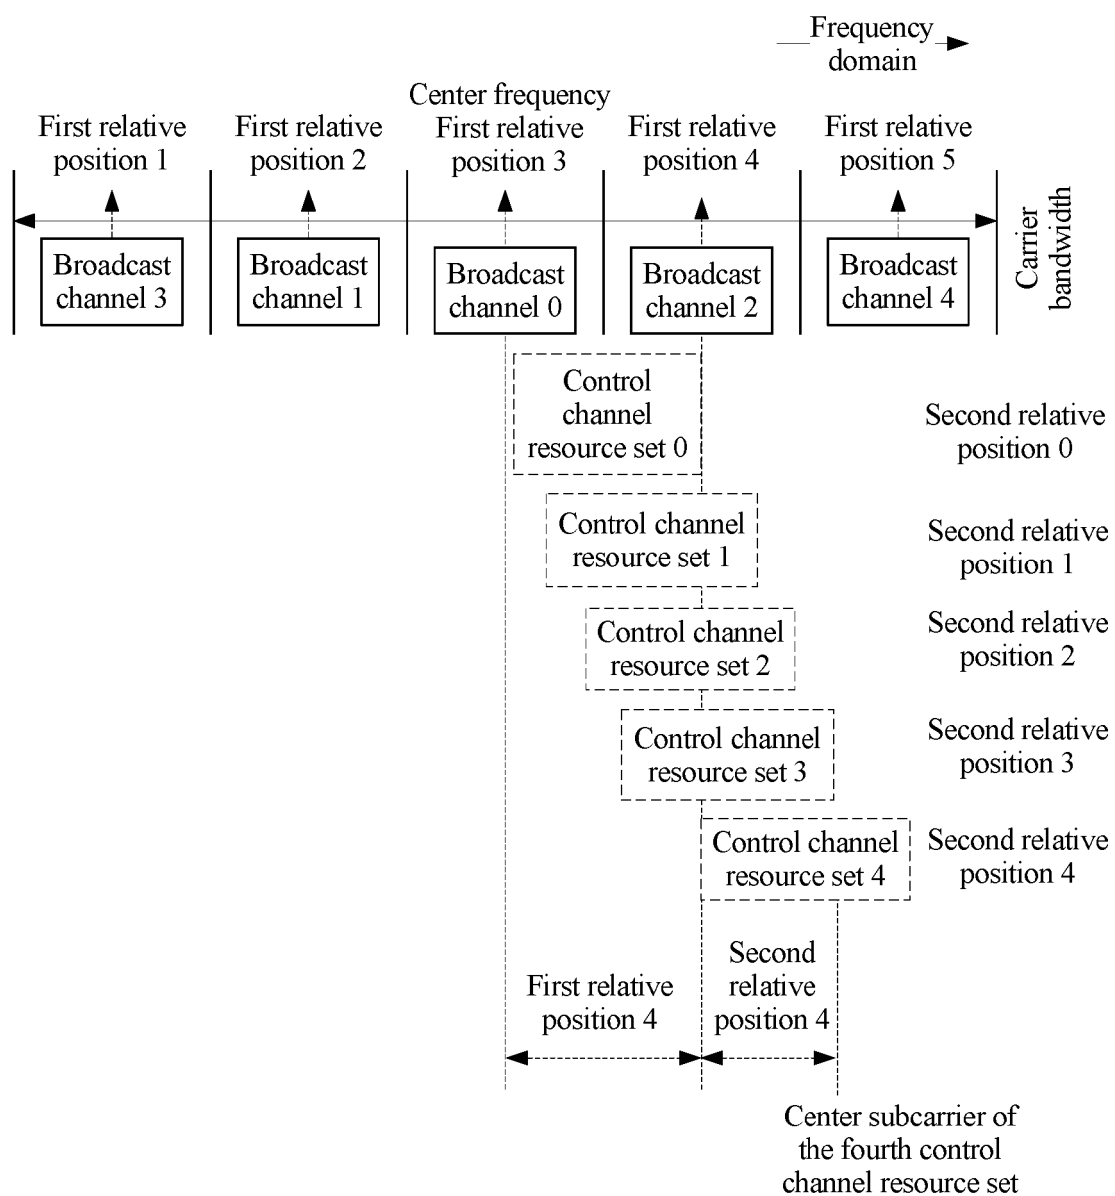 Frequency
domain
Center frequency
First relative
position 1
First relative
position 2
First relative
position 3
First relative
position 4
First relative
position 5
Broadcast
channel 3
Broadcast
channel 1
Broadcast
channel 0
Broadcast
channel 2
Broadcast
channel 4
Carrier
bandwidth
Control
channel
resource set 0
Second relative
position 0
Control channel
resource set 1
Second relative
position 1
Control channel
resource set 2
Second relative
position 2
Control channel
resource set 3
Second relative
position 3
Control channel
resource set 4
Second relative
position 4
First relative
position 4
Second
relative
position 4
Center subcarrier of
the fourth control
channel resource set